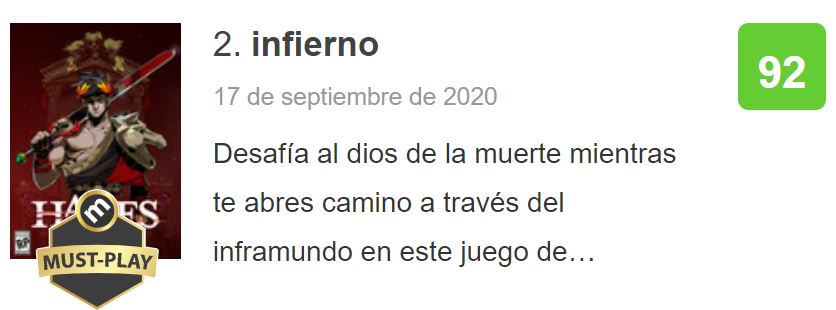 2. infierno
92
17 de septiembre de 2020
Desafía al dios de la muerte mientras
te abres camino a través del
inframundo en este juego de…
HADES
m
RP
MUST-PLAY